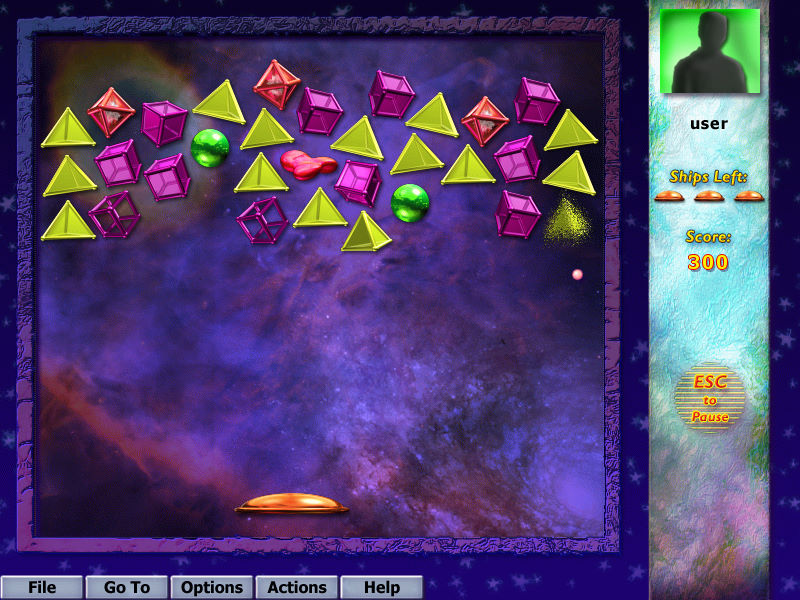 user
Ships Left:
Score:
300
ESC
to
Pause
File
Go To
Options
Actions
Help